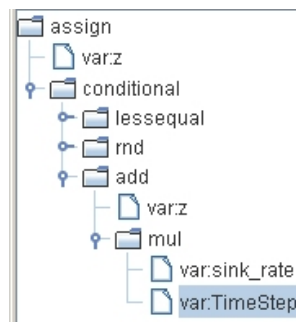 assign
var:z
conditional
lessequal
rnd
add
var:z
mul
var:sink_rate
var:TimeStep